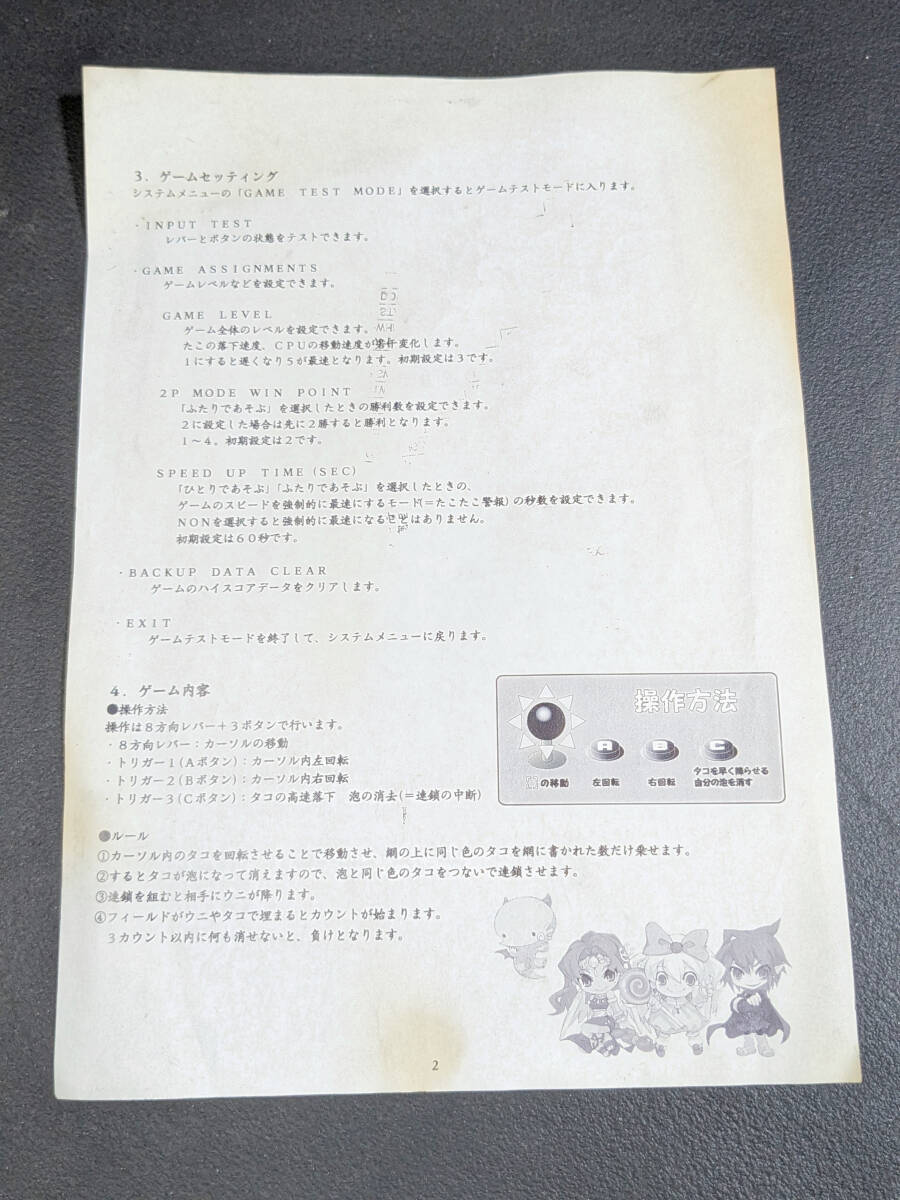 3．ゲームセッティング
システムメニューの「GAME TEST MODE」を選択するとゲームテストモードに入ります。
・INPUT TEST
レバーとボタンの状態をテストできます。
・GAME ASSIGNMENTS
ゲームレベルなどを設定できます。
GAME LEVEL
ゲーム全体のレベルを設定できます。
たこの落下速度、CPUの移動速度が若干変化します。
1にすると遅くなり5が最速となります。初期設定は3です。
2P MODE WIN POINT
「ふたりであそぶ」を選択したときの勝利数を設定できます。
2に設定した場合は先に2勝すると勝利となります。
1～4。初期設定は2です。
SPEED UP TIME(SEC)
「ひとりであそぶ」「ふたりであそぶ」を選択したときの、
ゲームのスピードを強制的に最速にするモード(=たこたこ警報)の秒数を設定できます。
NONを選択すると強制的に最速になることはありません。
初期設定は60秒です。
・BACKUP DATA CLEAR
ゲームのハイスコアデータをクリアします。
・EXIT
ゲームテストモードを終了して、システムメニューに戻ります。
4．ゲーム内容
●操作方法
操作は8方向レバー+3ボタンで行います。
・8方向レバー：カーソルの移動
・トリガー1(Aボタン)：カーソル内左回転
・トリガー2(Bボタン)：カーソル内右回転
・トリガー3(Cボタン)：タコの高速落下　泡の消去(=連鎖の中断)
操作方法
A B C
の移動 左回転 右回転 タコを早く降らせる
自分の泡を消す
●ルール
①カーソル内のタコを回転させることで移動させ、網の上に同じ色のタコを網に書かれた数だけ乗せます。
②するとタコが泡になって消えますので、泡と同じ色のタコをつないで連鎖させます。
③連鎖を組むと相手にウニが降ります。
④フィールドがウニやタコで埋まるとカウントが始まります。
3カウント以内に何も消せないと、負けとなります。
2